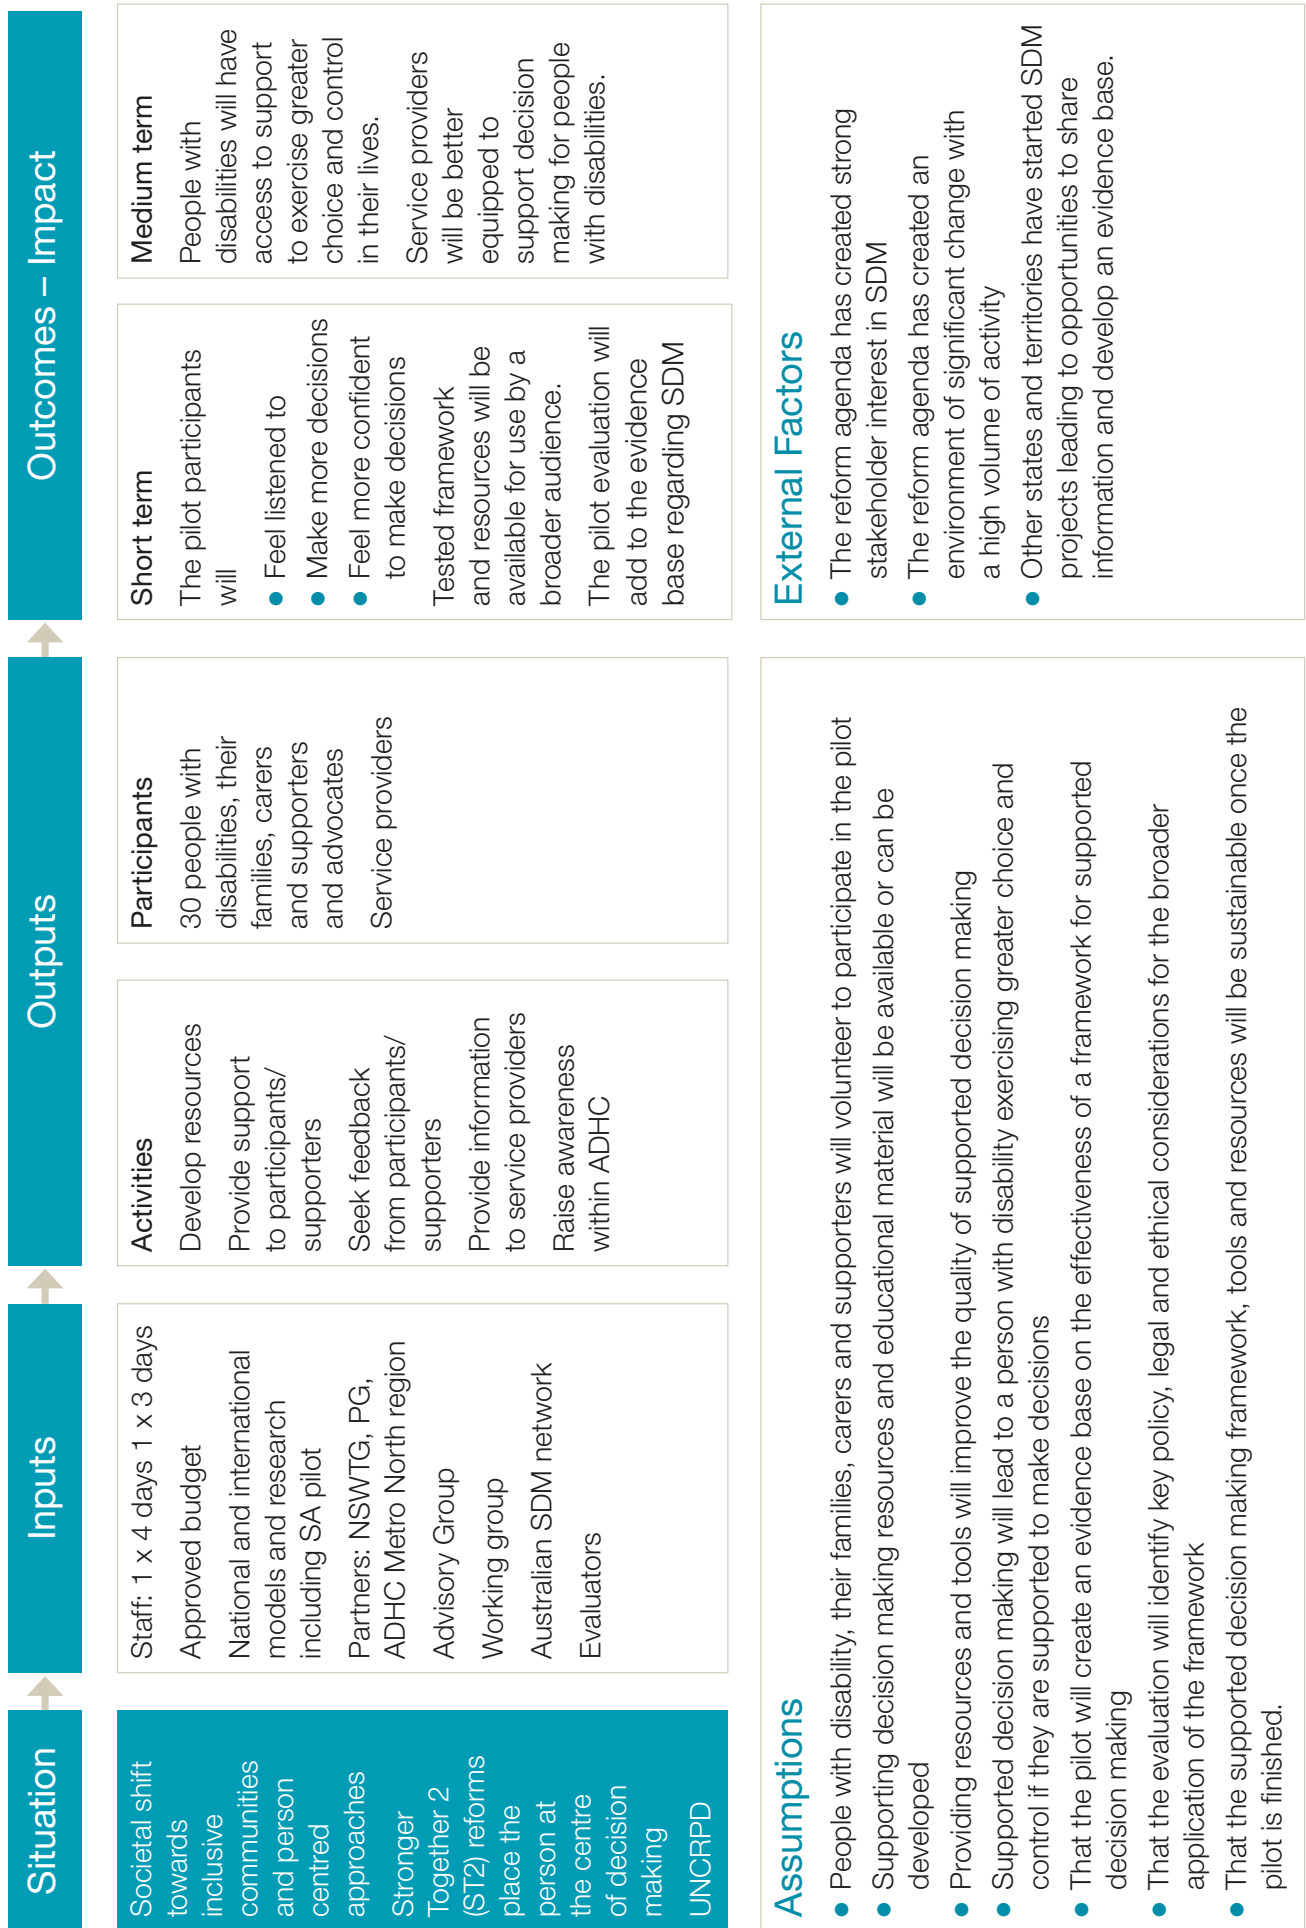 Situation
Inputs
Outputs
Outcomes – Impact
Societal shift
towards
inclusive
communities
and person
centred
approaches
Stronger
Together 2
(ST2) reforms
place the
person at
the centre
of decision
making
UNCRPD
Staff: 1 x 4 days 1 x 3 days
Approved budget
National and international
models and research
including SA pilot
Partners: NSWTG, PG,
ADHC Metro North region
Advisory Group
Working group
Australian SDM network
Evaluators
Activities
Develop resources
Provide support
to participants/
supporters
Seek feedback
from participants/
supporters
Provide information
to service providers
Raise awareness
within ADHC
Participants
30 people with
disabilities, their
families, carers
and supporters
and advocates
Service providers
Short term
The pilot participants
will
● Feel listened to
● Make more decisions
● Feel more confident
to make decisions
Tested framework
and resources will be
available for use by a
broader audience.
The pilot evaluation will
add to the evidence
base regarding SDM
Medium term
People with
disabilities will have
access to support
to exercise greater
choice and control
in their lives.
Service providers
will be better
equipped to
support decision
making for people
with disabilities.
Assumptions
● People with disability, their families, carers and supporters will volunteer to participate in the pilot
● Supporting decision making resources and educational material will be available or can be
developed
● Providing resources and tools will improve the quality of supported decision making
● Supported decision making will lead to a person with disability exercising greater choice and
control if they are supported to make decisions
● That the pilot will create an evidence base on the effectiveness of a framework for supported
decision making
● That the evaluation will identify key policy, legal and ethical considerations for the broader
application of the framework
● That the supported decision making framework, tools and resources will be sustainable once the
pilot is finished.
External Factors
● The reform agenda has created strong
stakeholder interest in SDM
● The reform agenda has created an
environment of significant change with
a high volume of activity
● Other states and territories have started SDM
projects leading to opportunities to share
information and develop an evidence base.